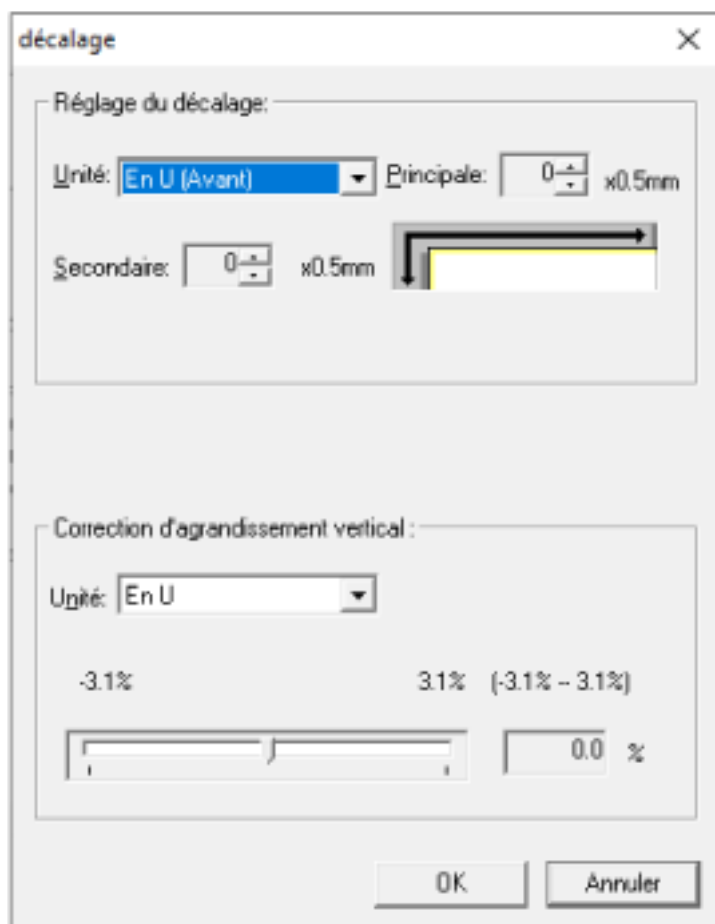 décalage
Réglage du décalage:
Unité: En U (Avant) Principale: 0 x0.5mm
Secondaire: 0 x0.5mm
Correction d'agrandissement vertical :
Unité: En U
-3.1% 3.1% (-3.1% -- 3.1%)
0.0 %
OK Annuler